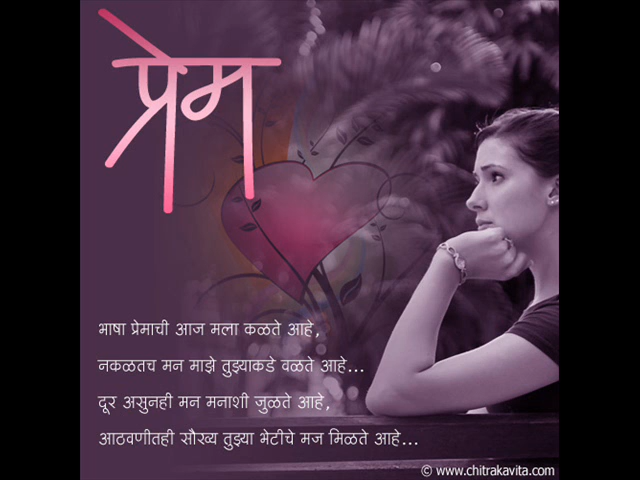 प्रेम
भाषा प्रेमाची आज मला कळते आहे,
नकळतच मन माझे तुझ्याकडे वळते आहे...
दूर असुनही मन मनाशी जुळते आहे,
आठवणीतही सौख्य तुझ्या भेटीचे मज मिळते आहे...
© www.chitrakavita.com